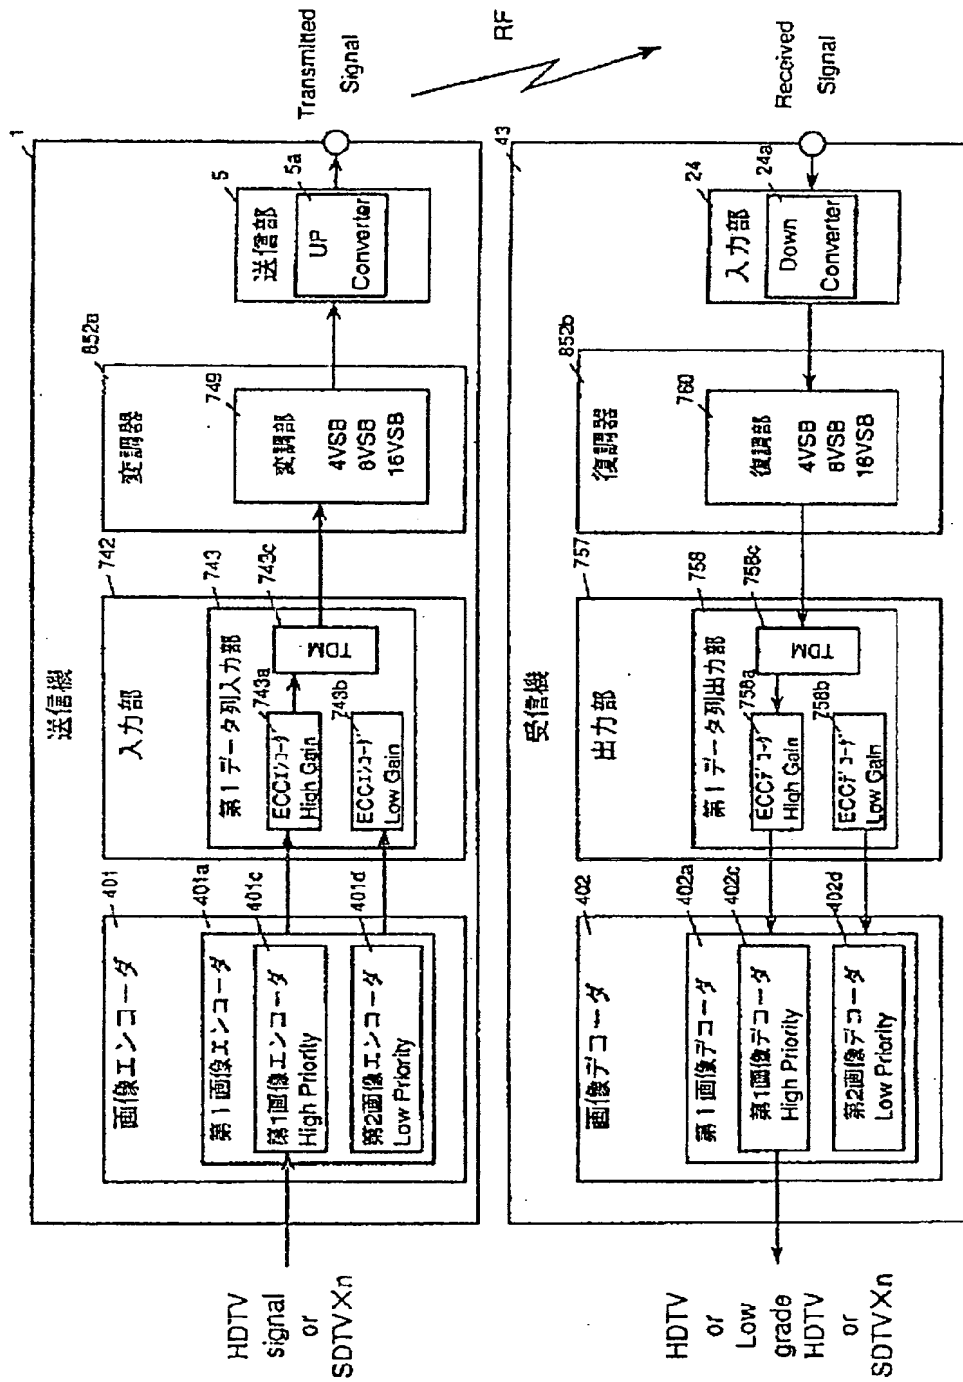 送信機
1
画像エンコーダ
401
第1画像エンコーダ
401a
第1画像エンコーダ
High Priority
401c
第2画像エンコーダ
Low Priority
401d
入力部
742
第1データ列入力部
743
ECCエンコーダ
High Gain
743a
ECCエンコーダ
Low Gain
743b
TDM
743c
変調器
852a
変調部
4VSB
8VSB
16VSB
749
送信部
5
UP
Converter
5a
Transmitted
Signal
HDTV
signal
or
SDTVXn
RF
受信機
43
画像デコーダ
402
第1画像デコーダ
402a
第1画像デコーダ
High Priority
402c
第2画像デコーダ
Low Priority
402d
出力部
757
第1データ列出力部
758
ECCデコーダ
High Gain
758a
ECCデコーダ
Low Gain
758b
TDM
758c
復調器
852b
復調部
4VSB
8VSB
16VSB
760
入力部
24
Down
Converter
24a
Received
Signal
HDTV
or
Low
grade
HDTV
or
SDTVXn